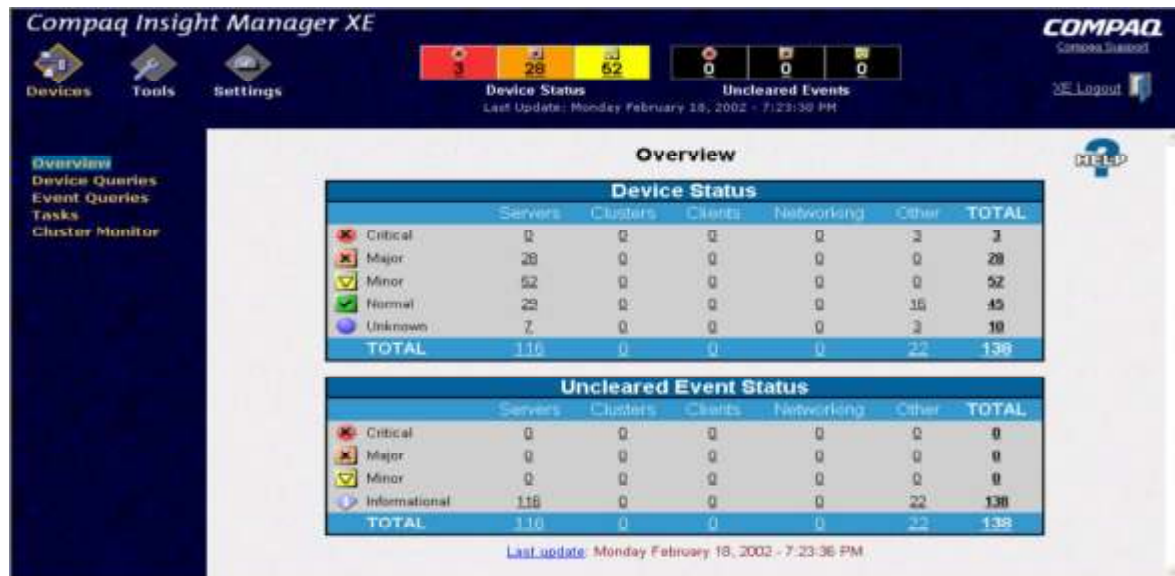 Compaq Insight Manager XE
COMPAQ
Compaq Support
Devices Tools Settings
3 28 52 0 0 0
Device Status Uncleared Events
Last Update: Monday February 18, 2002 - 7:23:30 PM
XE Logout
Overview
Device Queries
Event Queries
Tasks
Cluster Monitor
Overview
HELP
Device Status
Servers Clusters Clients Networking Other TOTAL
Critical 0 0 0 0 3 3
Major 28 0 0 0 0 28
Minor 52 0 0 0 0 52
Normal 29 0 0 0 16 45
Unknown 7 0 0 0 3 10
TOTAL 116 0 0 0 22 138
Uncleared Event Status
Servers Clusters Clients Networking Other TOTAL
Critical 0 0 0 0 0 0
Major 0 0 0 0 0 0
Minor 0 0 0 0 0 0
Informational 116 0 0 0 22 138
TOTAL 116 0 0 0 22 138
Last update: Monday February 18, 2002 - 7:23:36 PM